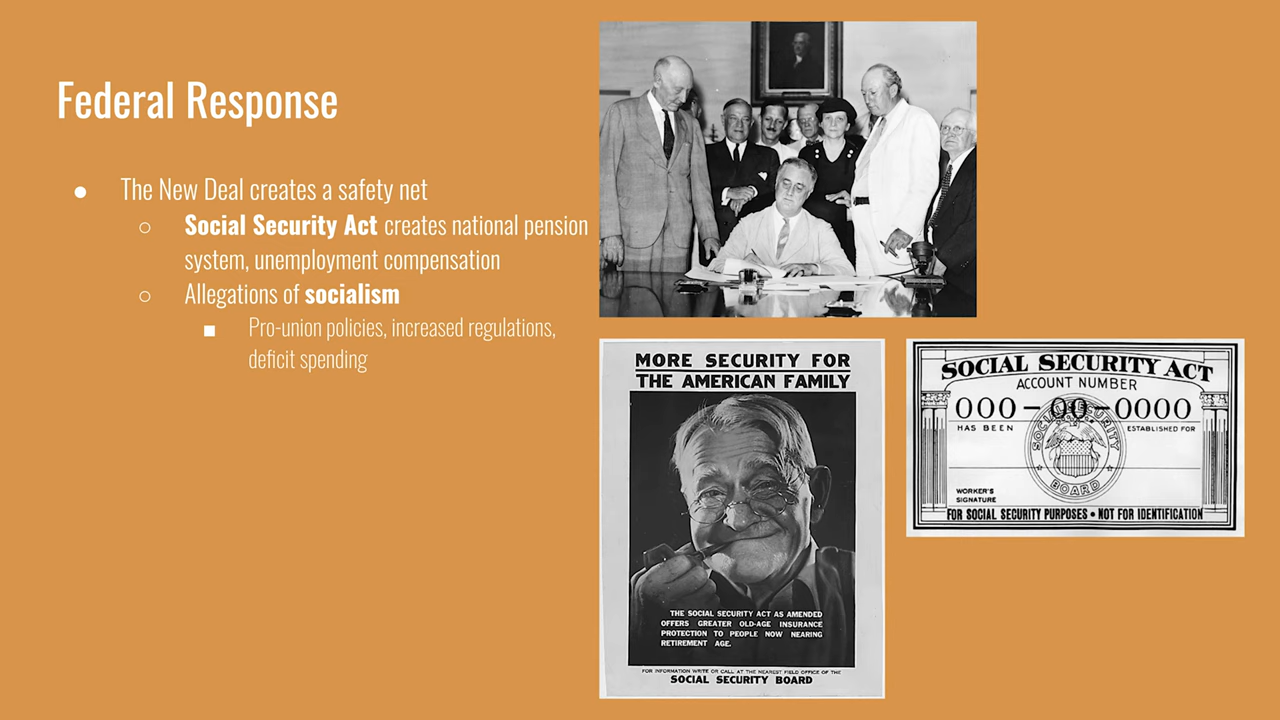 Federal Response
● The New Deal creates a safety net
○ Social Security Act creates national pension
system, unemployment compensation
○ Allegations of socialism
■ Pro-union policies, increased regulations,
deficit spending
MORE SECURITY FOR
THE AMERICAN FAMILY
THE SOCIAL SECURITY ACT AS AMENDED
OFFERS GREATER OLD-AGE INSURANCE
PROTECTION TO PEOPLE NOW NEARING
RETIREMENT AGE.
FOR INFORMATION WRITE OR CALL AT THE NEAREST FIELD OFFICE OF THE
SOCIAL SECURITY BOARD
SOCIAL SECURITY ACT
ACCOUNT NUMBER
000-00-0000
HAS BEEN ESTABLISHED FOR
SOCIAL SECURITY
BOARD
WORKER'S
SIGNATURE
FOR SOCIAL SECURITY PURPOSES • NOT FOR IDENTIFICATION